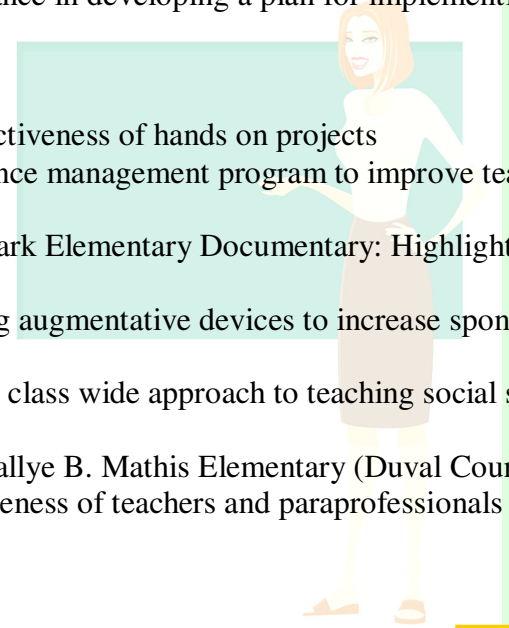 ance in developing a plan for implementi
ctiveness of hands on projects
nce management program to improve tea
ark Elementary Documentary: Highlight
g augmentative devices to increase spon
class wide approach to teaching social s
allye B. Mathis Elementary (Duval Coun
eness of teachers and paraprofessionals